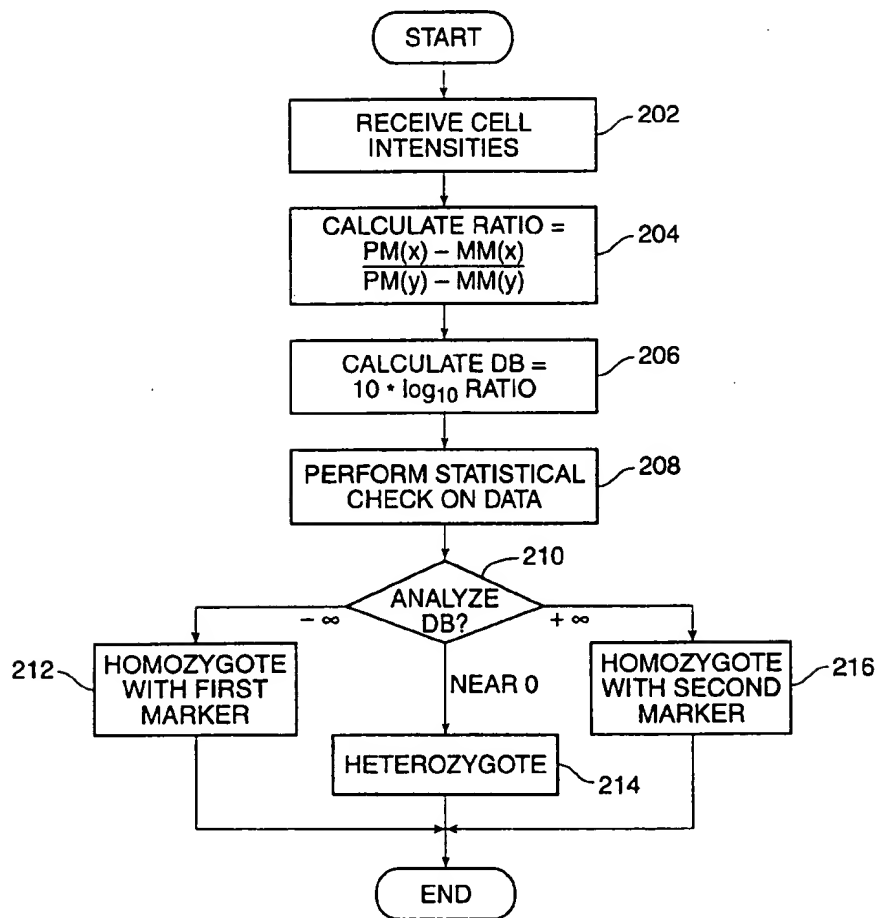 START
RECEIVE CELL
INTENSITIES
202
CALCULATE RATIO =
PM(x) – MM(x)
PM(y) – MM(y)
204
CALCULATE DB =
10 * log10 RATIO
206
PERFORM STATISTICAL
CHECK ON DATA
208
210
ANALYZE
DB?
– ∞
+ ∞
212
HOMOZYGOTE
WITH FIRST
MARKER
NEAR 0
HOMOZYGOTE
WITH SECOND
MARKER
216
HETEROZYGOTE
214
END